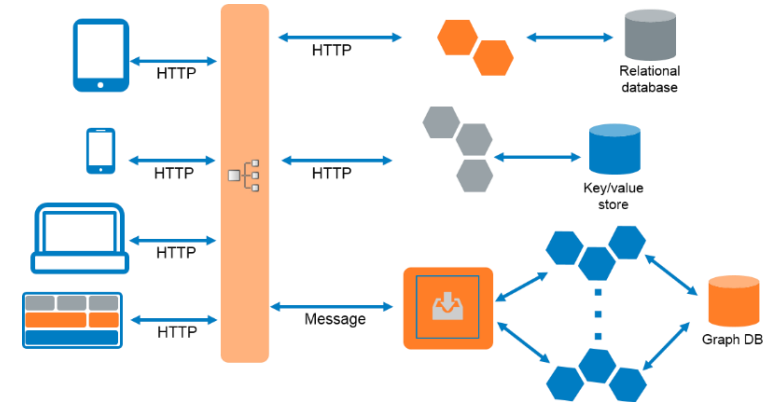 HTTP
HTTP
HTTP
HTTP
HTTP
HTTP
Message
Relational
database
Key/value
store
Graph DB